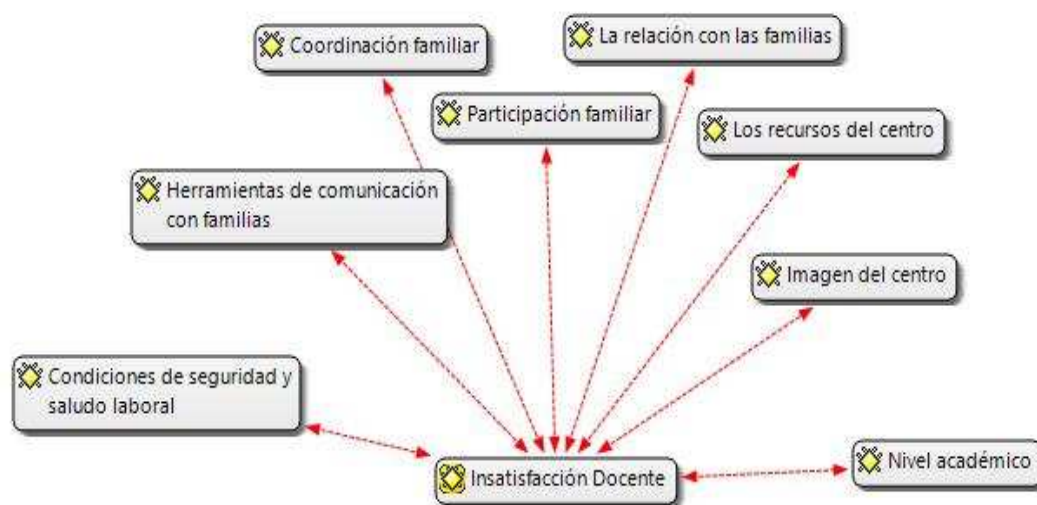 Coordinación familiar
La relación con las familias
Participación familiar
Los recursos del centro
Herramientas de comunicación
con familias
Imagen del centro
Condiciones de seguridad y
saludo laboral
Insatisfacción Docente
Nivel académico